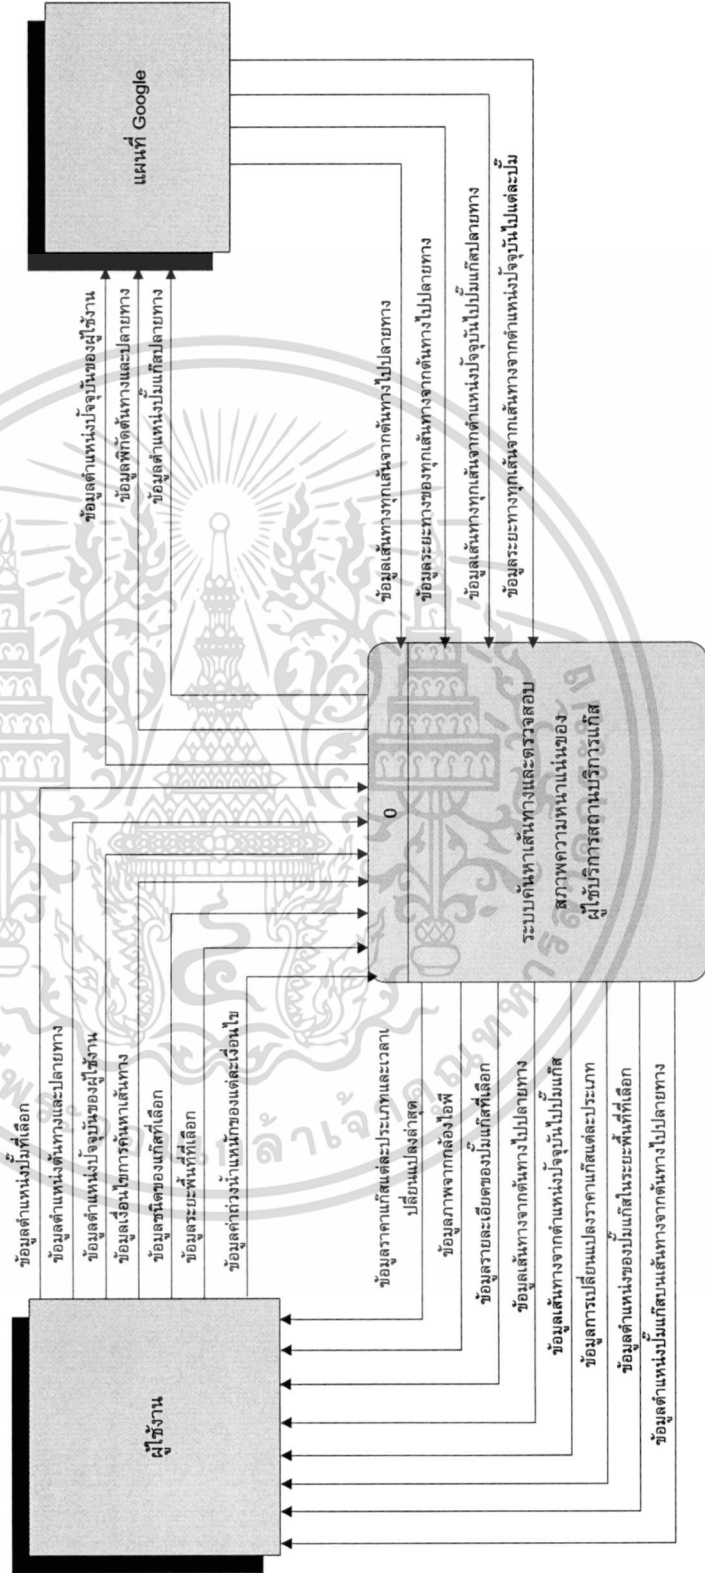 ผู้ใช้งาน
ข้อมูลตำแหน่งปั๊มที่เลือก
ข้อมูลตำแหน่งต้นทางและปลายทาง
ข้อมูลตำแหน่งปัจจุบันของผู้ใช้งาน
ข้อมูลเงื่อนไขการค้นหาเส้นทาง
ข้อมูลชนิดของแก๊สที่เลือก
ข้อมูลระยะพื้นที่ที่เลือก
ข้อมูลค่าถ่วงน้ำหนักของแต่ละเงื่อนไข
ข้อมูลราคาแก๊สแต่ละประเภทและเวลาเ
ปลี่ยนแปลงล่าสุด
ข้อมูลภาพจากกล้องไอพี
ข้อมูลรายละเอียดของปั๊มแก๊สที่เลือก
ข้อมูลเส้นทางจากต้นทางไปปลายทาง
ข้อมูลเส้นทางจากตำแหน่งปัจจุบันไปปั๊มแก๊ส
ข้อมูลการเปลี่ยนแปลงราคาแก๊สแต่ละประเภท
ข้อมูลตำแหน่งของปั๊มแก๊สในระยะพื้นที่ที่เลือก
ข้อมูลตำแหน่งปั๊มแก๊สบนเส้นทางจากต้นทางไปปลายทาง
0
ระบบค้นหาเส้นทางและตรวจสอบ
สภาพความหนาแน่นของ
ผู้ใช้บริการสถานบริการแก๊ส
ข้อมูลตำแหน่งปัจจุบันของผู้ใช้งาน
ข้อมูลพิกัดต้นทางและปลายทาง
ข้อมูลตำแหน่งปั๊มแก๊สปลายทาง
ข้อมูลเส้นทางทุกเส้นจากต้นทางไปปลายทาง
ข้อมูลระยะทางของทุกเส้นทางจากต้นทางไปปลายทาง
ข้อมูลเส้นทางทุกเส้นจากตำแหน่งปัจจุบันไปปั๊มแก๊สปลายทาง
ข้อมูลระยะทางทุกเส้นจากเส้นทางจากตำแหน่งปัจจุบันไปแต่ละปั๊ม
แผนที่ Google